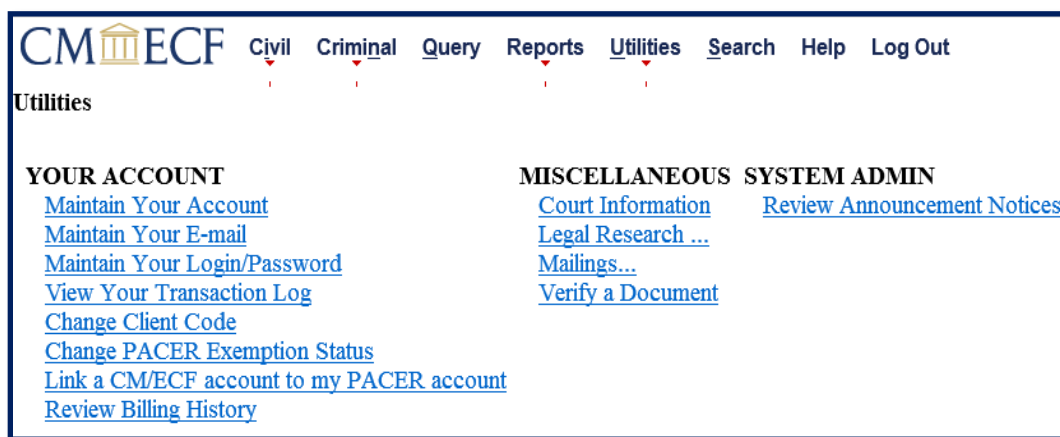 CM ECF Civil Criminal Query Reports Utilities Search Help Log Out
Utilities
YOUR ACCOUNT
Maintain Your Account
Maintain Your E-mail
Maintain Your Login/Password
View Your Transaction Log
Change Client Code
Change PACER Exemption Status
Link a CM/ECF account to my PACER account
Review Billing History
MISCELLANEOUS
Court Information
Legal Research ...
Mailings...
Verify a Document
SYSTEM ADMIN
Review Announcement Notices